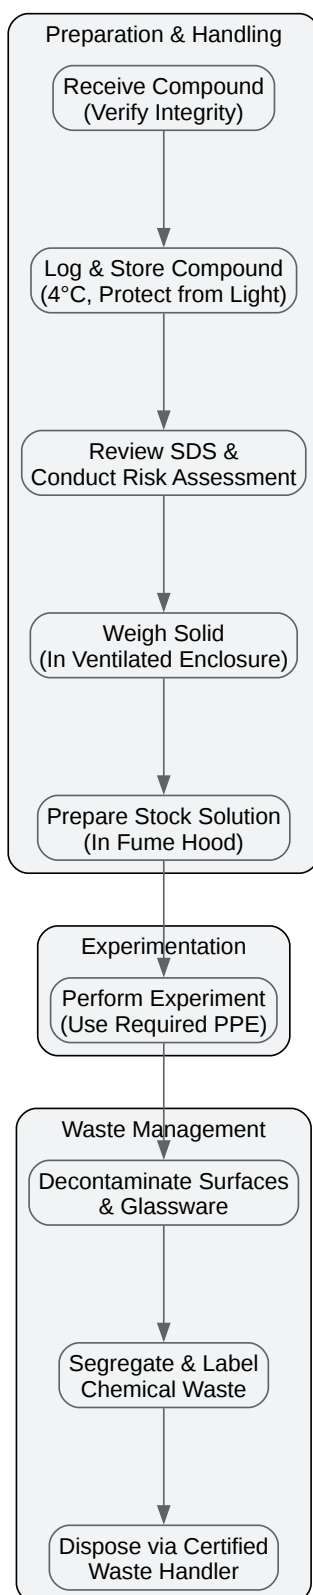 Preparation & Handling
Receive Compound
(Verify Integrity)
Log & Store Compound
(4°C, Protect from Light)
Review SDS &
Conduct Risk Assessment
Weigh Solid
(In Ventilated Enclosure)
Prepare Stock Solution
(In Fume Hood)
Experimentation
Perform Experiment
(Use Required PPE)
Waste Management
Decontaminate Surfaces
& Glassware
Segregate & Label
Chemical Waste
Dispose via Certified
Waste Handler